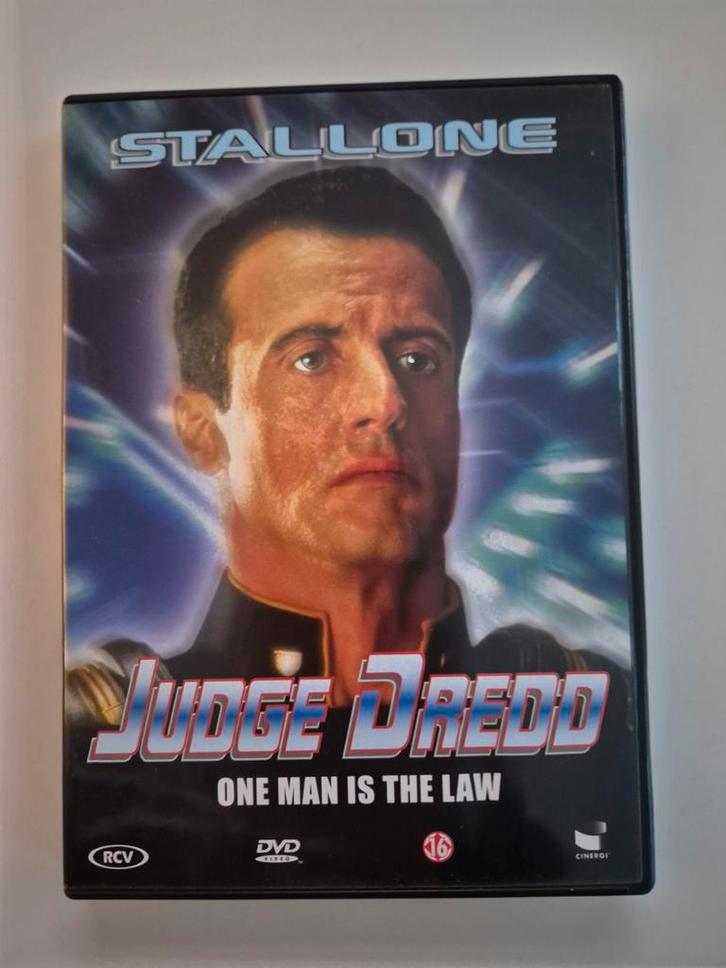 STALLONE
JUDGE DREDD
ONE MAN IS THE LAW
RCV
DVD
VIDEO
16
CINERGI